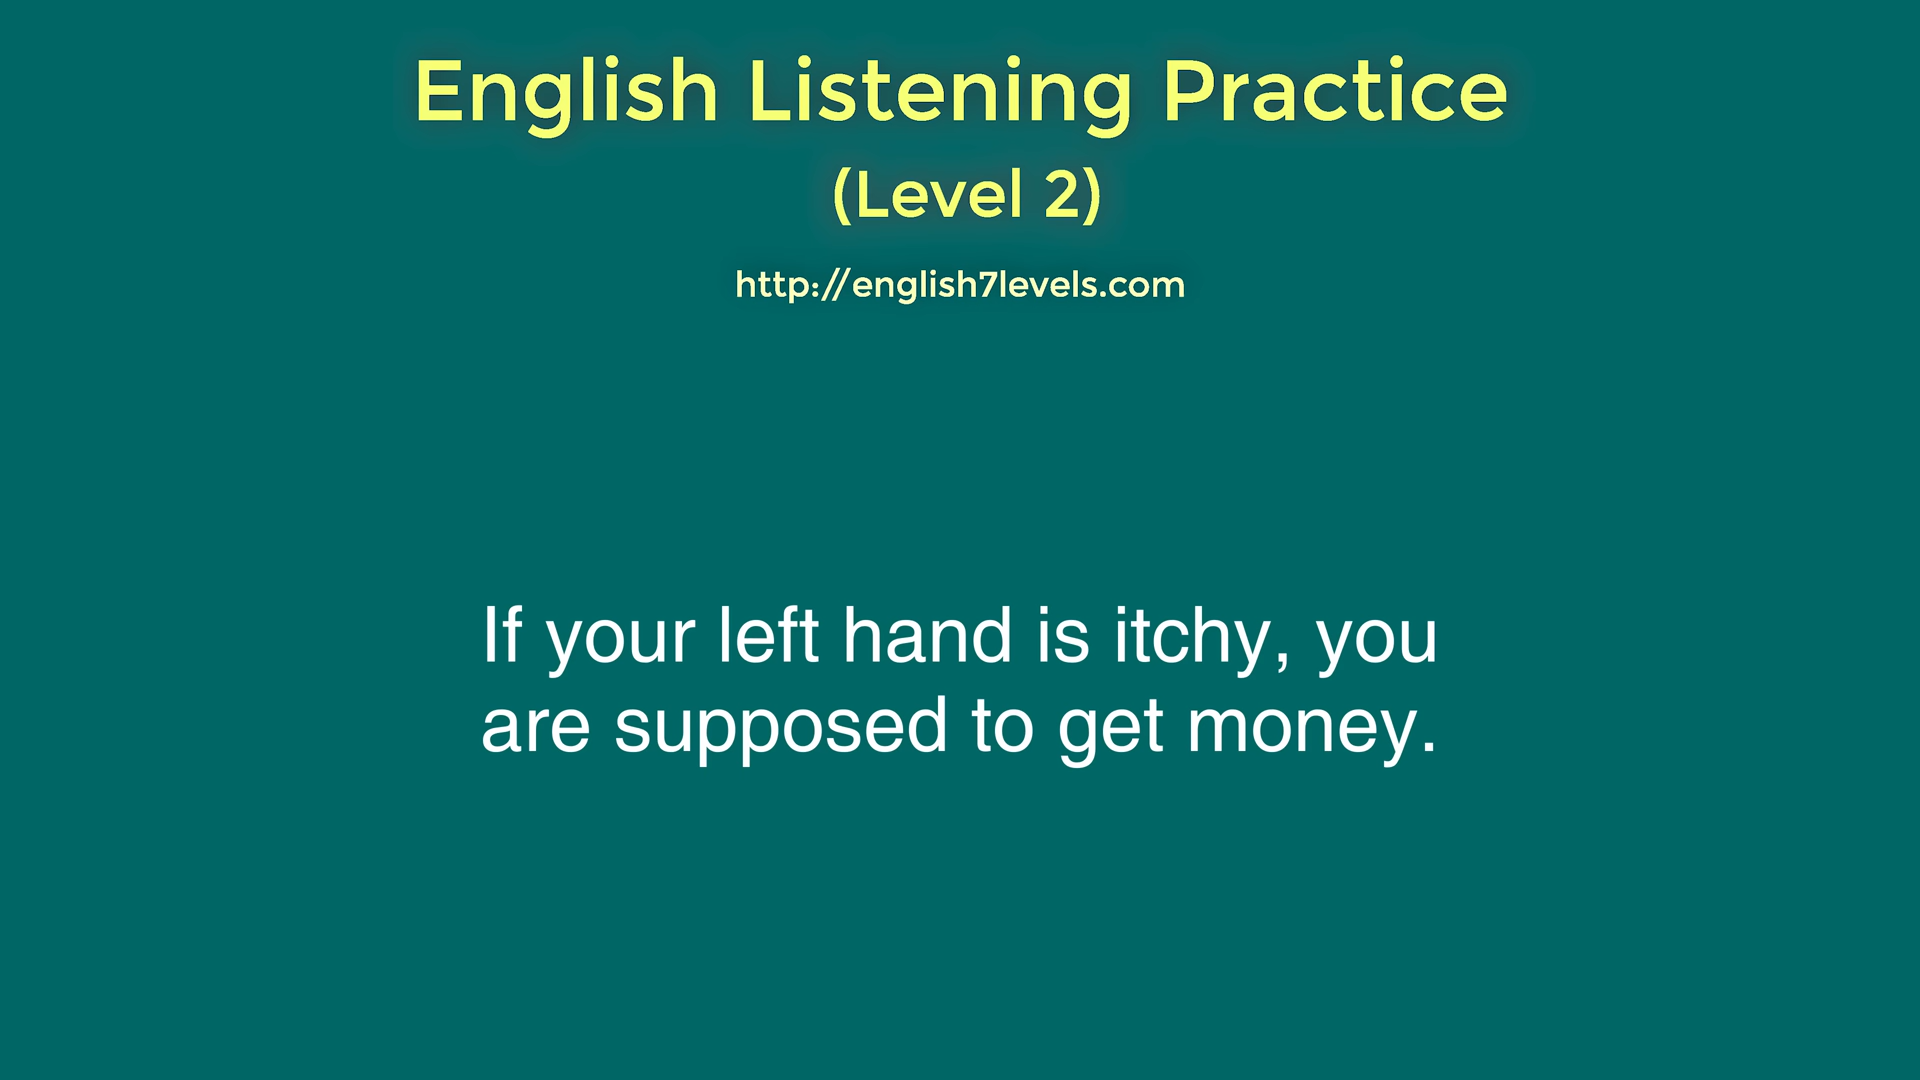 English Listening Practice
(Level 2)
http://english7levels.com
If your left hand is itchy, you
are supposed to get money.